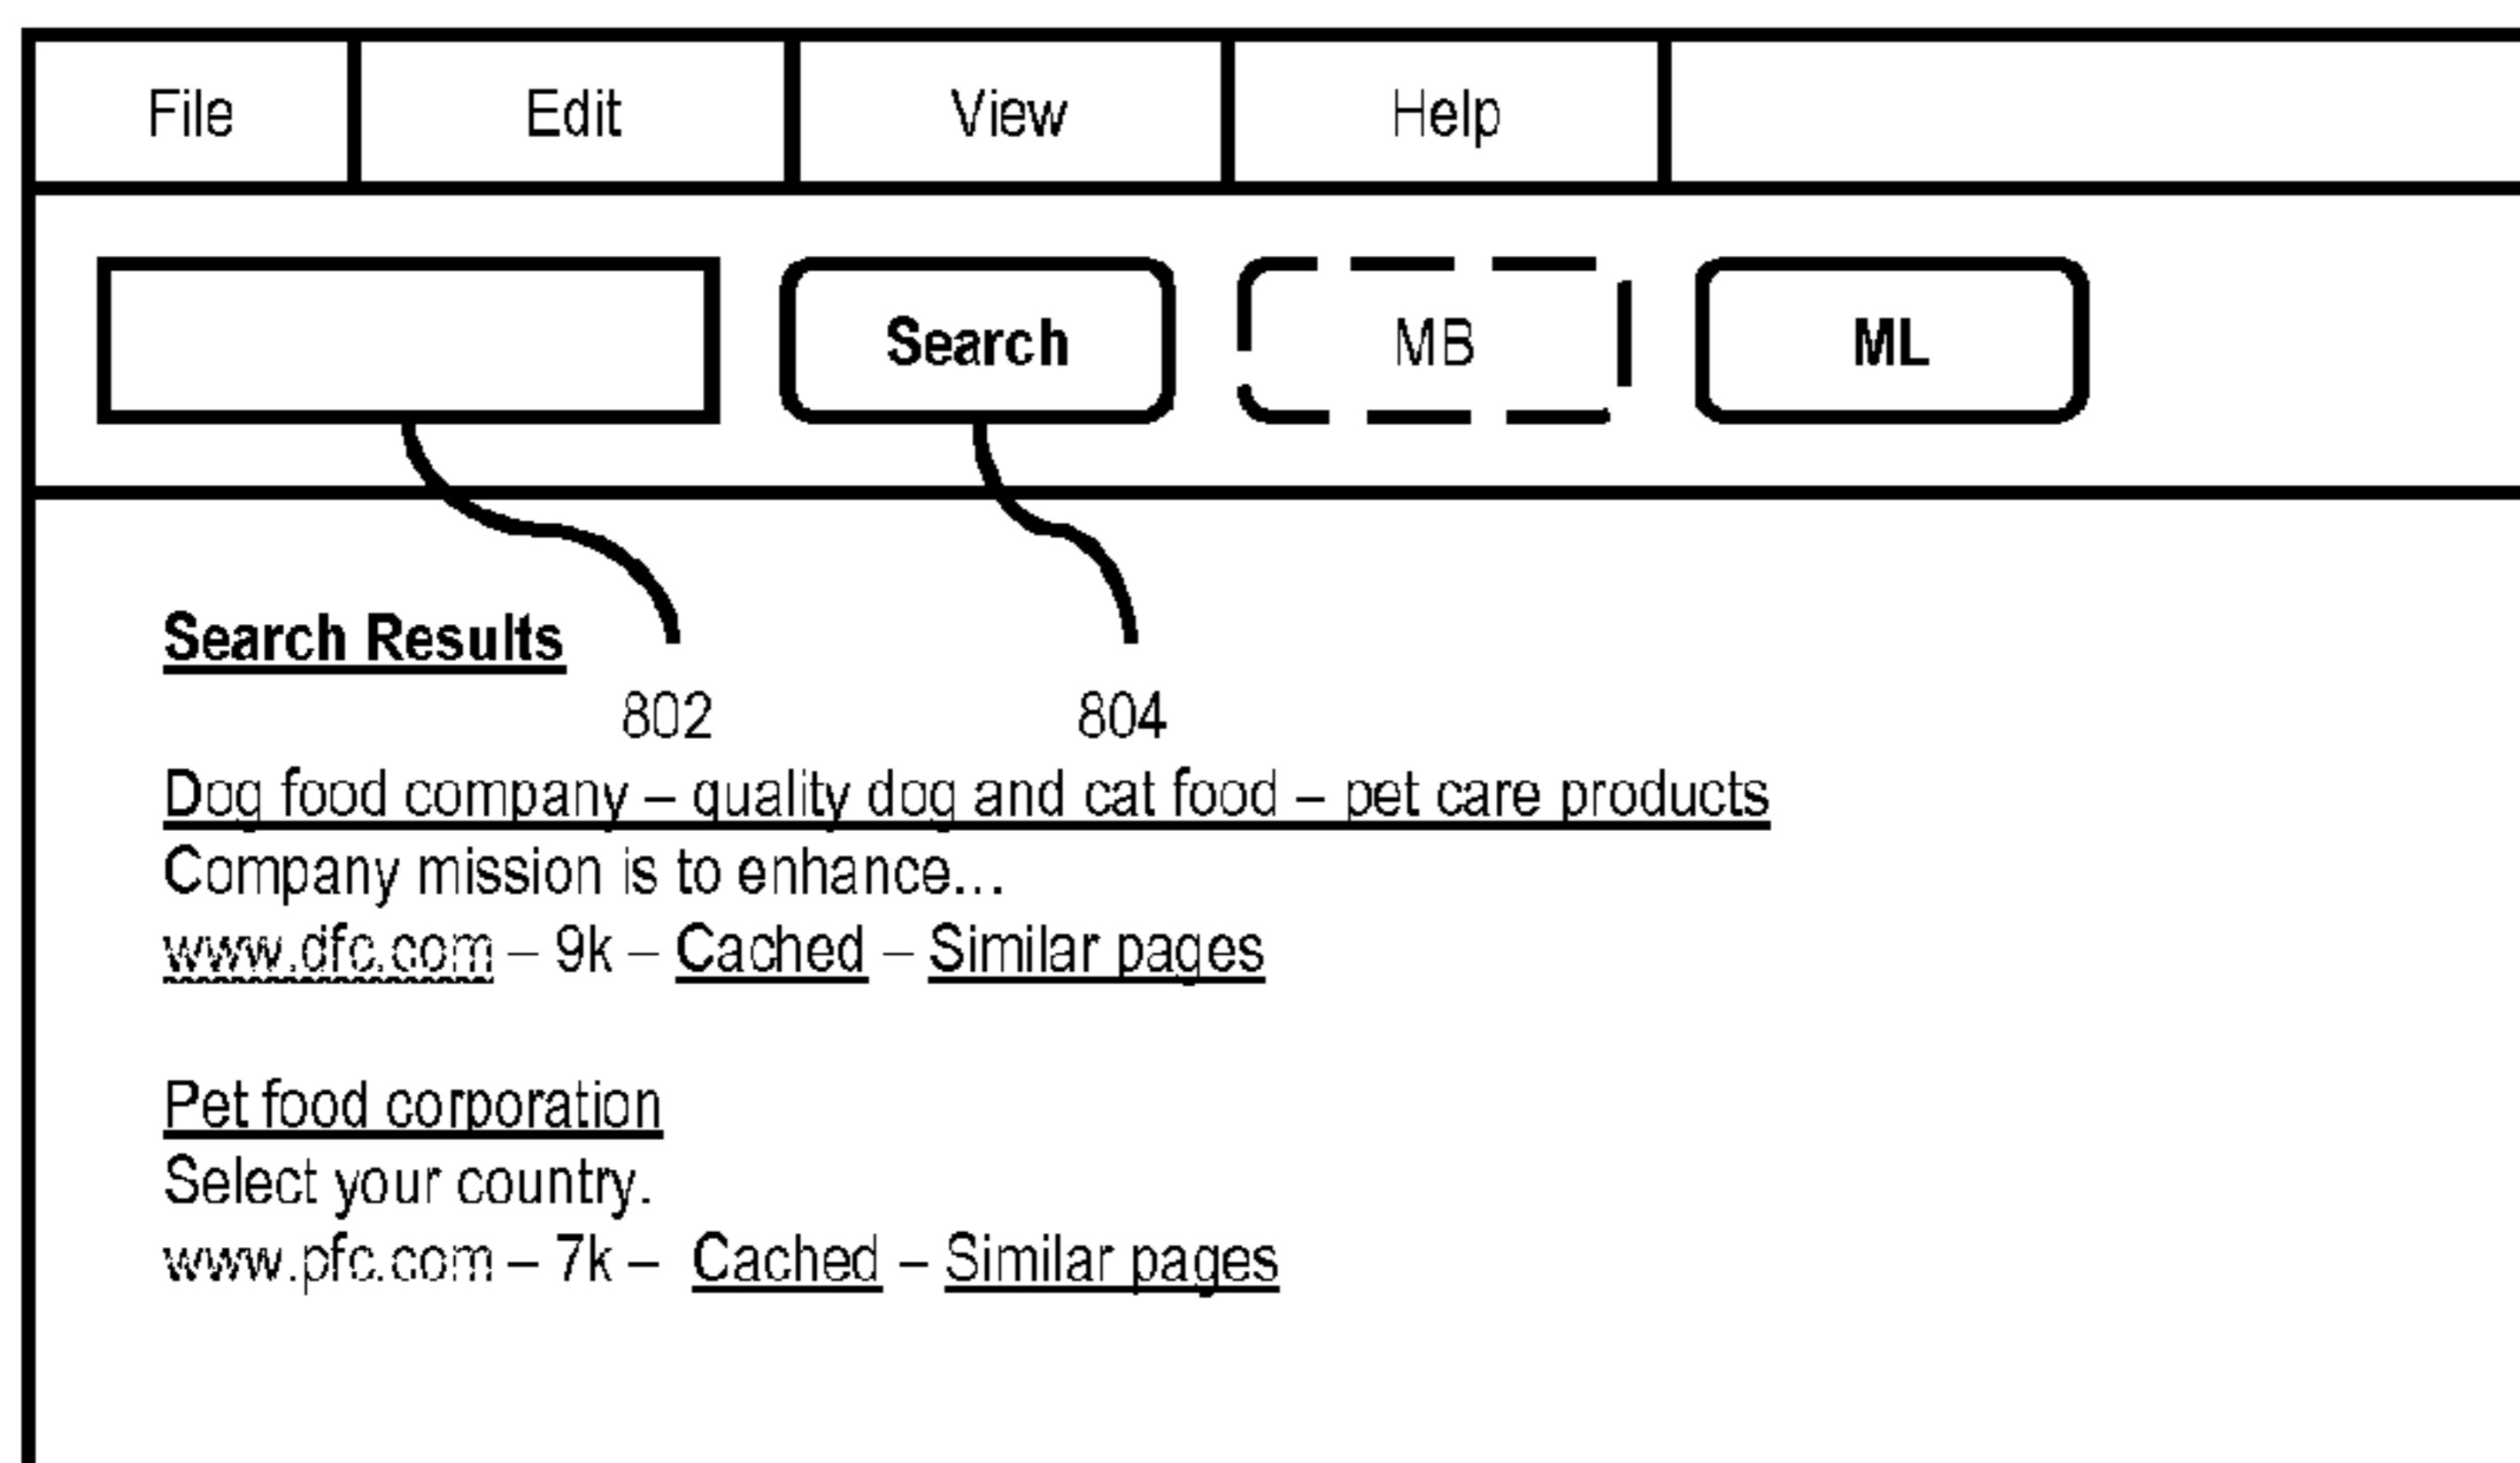 File Edit View Help
Search MB ML
Search Results
802 804
Dog food company – quality dog and cat food – pet care products
Company mission is to enhance...
www.dfc.com – 9k – Cached – Similar pages
Pet food corporation
Select your country.
www.pfc.com – 7k – Cached – Similar pages